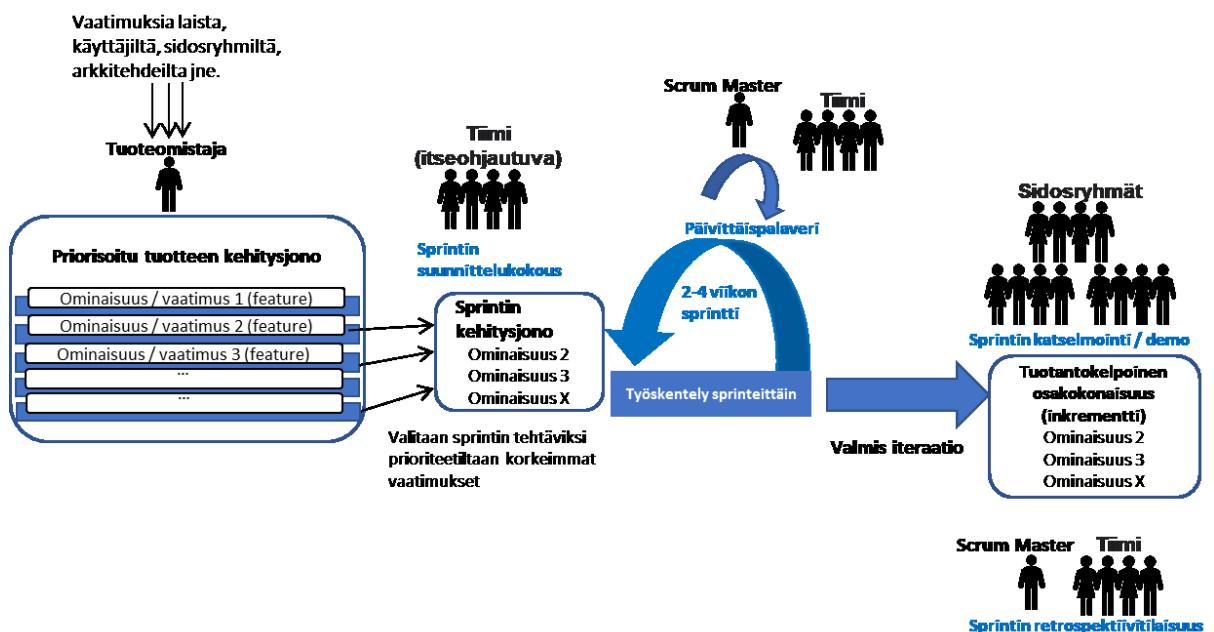 Vaatimuksia laista,
käyttäjiltä, sidosryhmiltä,
arkkitehdeilta jne.
Tuoteomistaja
Priorisoitu tuotteen kehitysjono
Ominaisuus / vaatimus 1 (feature)
Ominaisuus / vaatimus 2 (feature)
Ominaisuus / vaatimus 3 (feature)
...
...
Tiimi
(itseohjautuva)
Sprintin
suunnittelukokous
Sprintin
kehitysjono
Ominaisuus 2
Ominaisuus 3
Ominaisuus X
Valitaan sprintin tehtäviksi
prioriteetiltaan korkeimmat
vaatimukset
Scrum Master
Tiimi
Päivittäispalaveri
2-4 viikon
sprintti
Työskentely sprinteittäin
Valmis iteraatio
Sidosryhmät
Sprintin katselmointi / demo
Tuotantokelpoinen
osakokonaisuus
(inkrementti)
Ominaisuus 2
Ominaisuus 3
Ominaisuus X
Scrum Master
Tiimi
Sprintin retrospektiivitilaisuus